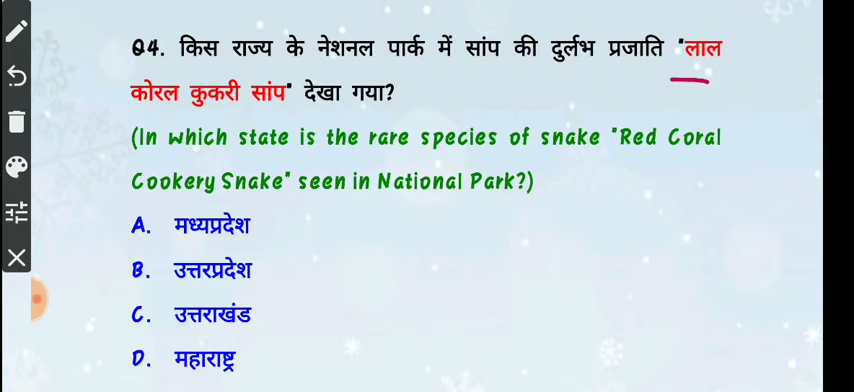 Q4. किस राज्य के नेशनल पार्क में सांप की दुर्लभ प्रजाति "लाल
कोरल कुकरी सांप" देखा गया?
(In which state is the rare species of snake "Red Coral
Cookery Snake" seen in National Park?)
A. मध्यप्रदेश
B. उत्तरप्रदेश
C. उत्तराखंड
D. महाराष्ट्र